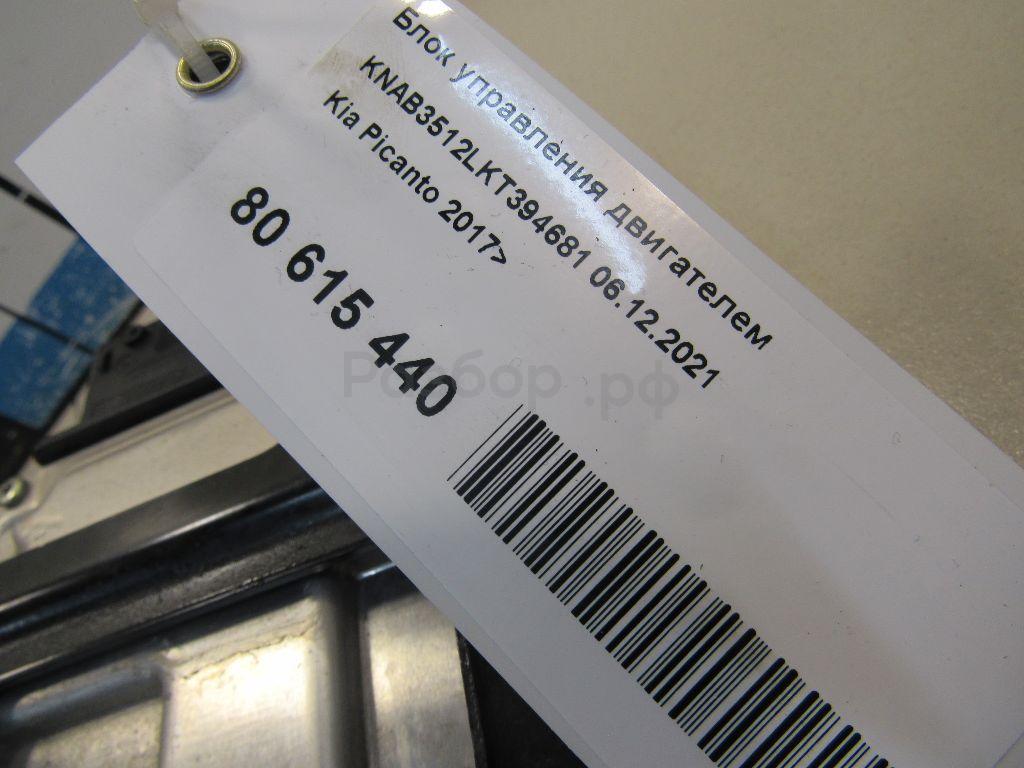 Блок управления двигателем
KNAB3512LKT394681 06.12.2021
Kia Picanto 2017>
80 615 440
Разбор.рф